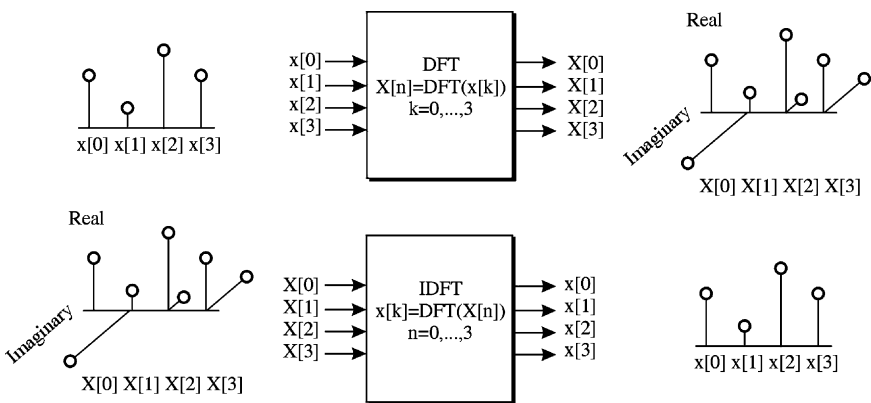 x[0] x[1] x[2] x[3]
x[0]
x[1]
x[2]
x[3]
DFT
X[n]=DFT(x[k])
k=0,...,3
X[0]
X[1]
X[2]
X[3]
Real
Imaginary
X[0] X[1] X[2] X[3]
Real
Imaginary
X[0] X[1] X[2] X[3]
X[0]
X[1]
X[2]
X[3]
IDFT
x[k]=DFT(X[n])
n=0,...,3
x[0]
x[1]
x[2]
x[3]
x[0] x[1] x[2] x[3]